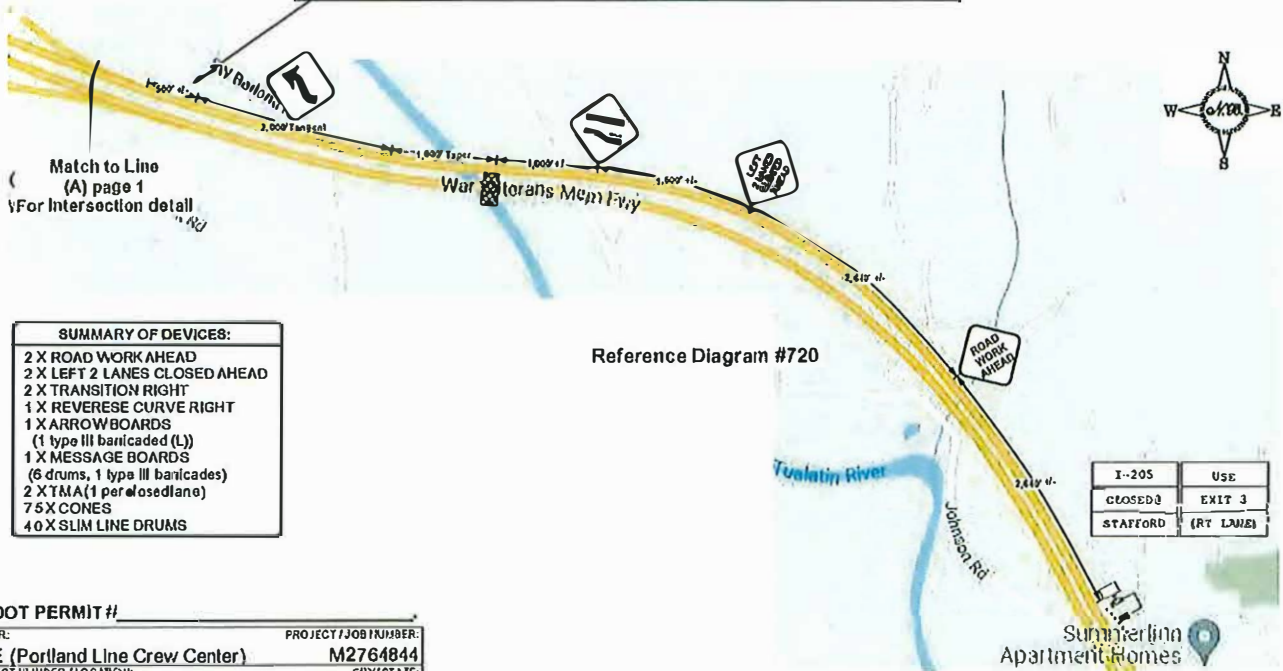 N
W
E
S
500' +/-
2,000' Tangent
1,600' Taper
1,000' +/-
1,500' +/-
Match to Line
(A) page 1
For Intersection detail
Rd
War Veterans Mem Fwy
LEFT
2 LANES
CLOSED
AHEAD
2,640' +/-
ROAD
WORK
AHEAD
Reference Diagram #720
SUMMARY OF DEVICES:
2 X ROAD WORK AHEAD
2 X LEFT 2 LANES CLOSED AHEAD
2 X TRANSITION RIGHT
1 X REVERESE CURVE RIGHT
1 X ARROWBOARDS
(1 type III barricaded (L))
1 X MESSAGE BOARDS
(6 drums, 1 type III barricades)
2 X TMA (1 per closed lane)
75 X CONES
40 X SLIM LINE DRUMS
Tualatin River
Johnson Rd
2,640' +/-
I-205 USE
CLOSED@ EXIT 3
STAFFORD (RT LANE)
Summerlinn
Apartment Homes
DOT PERMIT#
PROJECT / JOB NUMBER:
(Portland Line Crew Center) M2764844